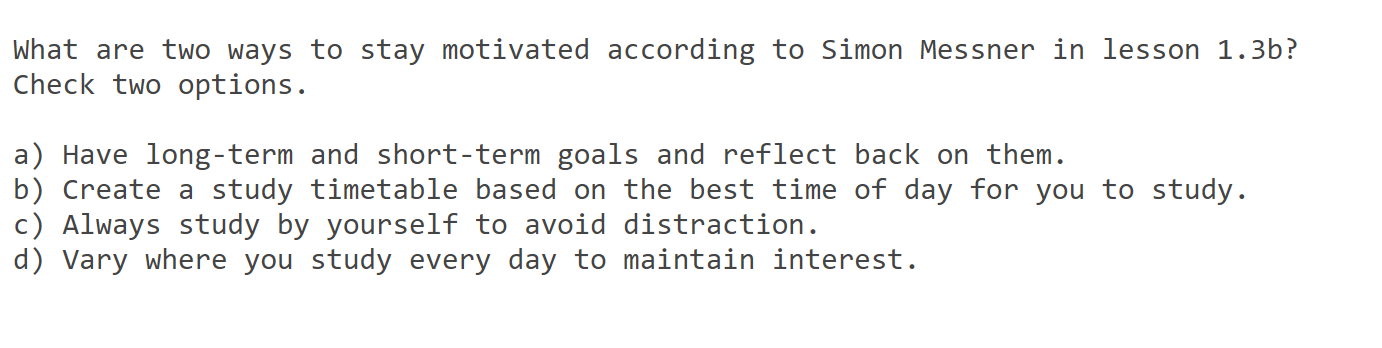 What are two ways to stay motivated according to Simon Messner in lesson 1.3b?
Check two options.
a) Have long-term and short-term goals and reflect back on them.
b) Create a study timetable based on the best time of day for you to study.
c) Always study by yourself to avoid distraction.
d) Vary where you study every day to maintain interest.